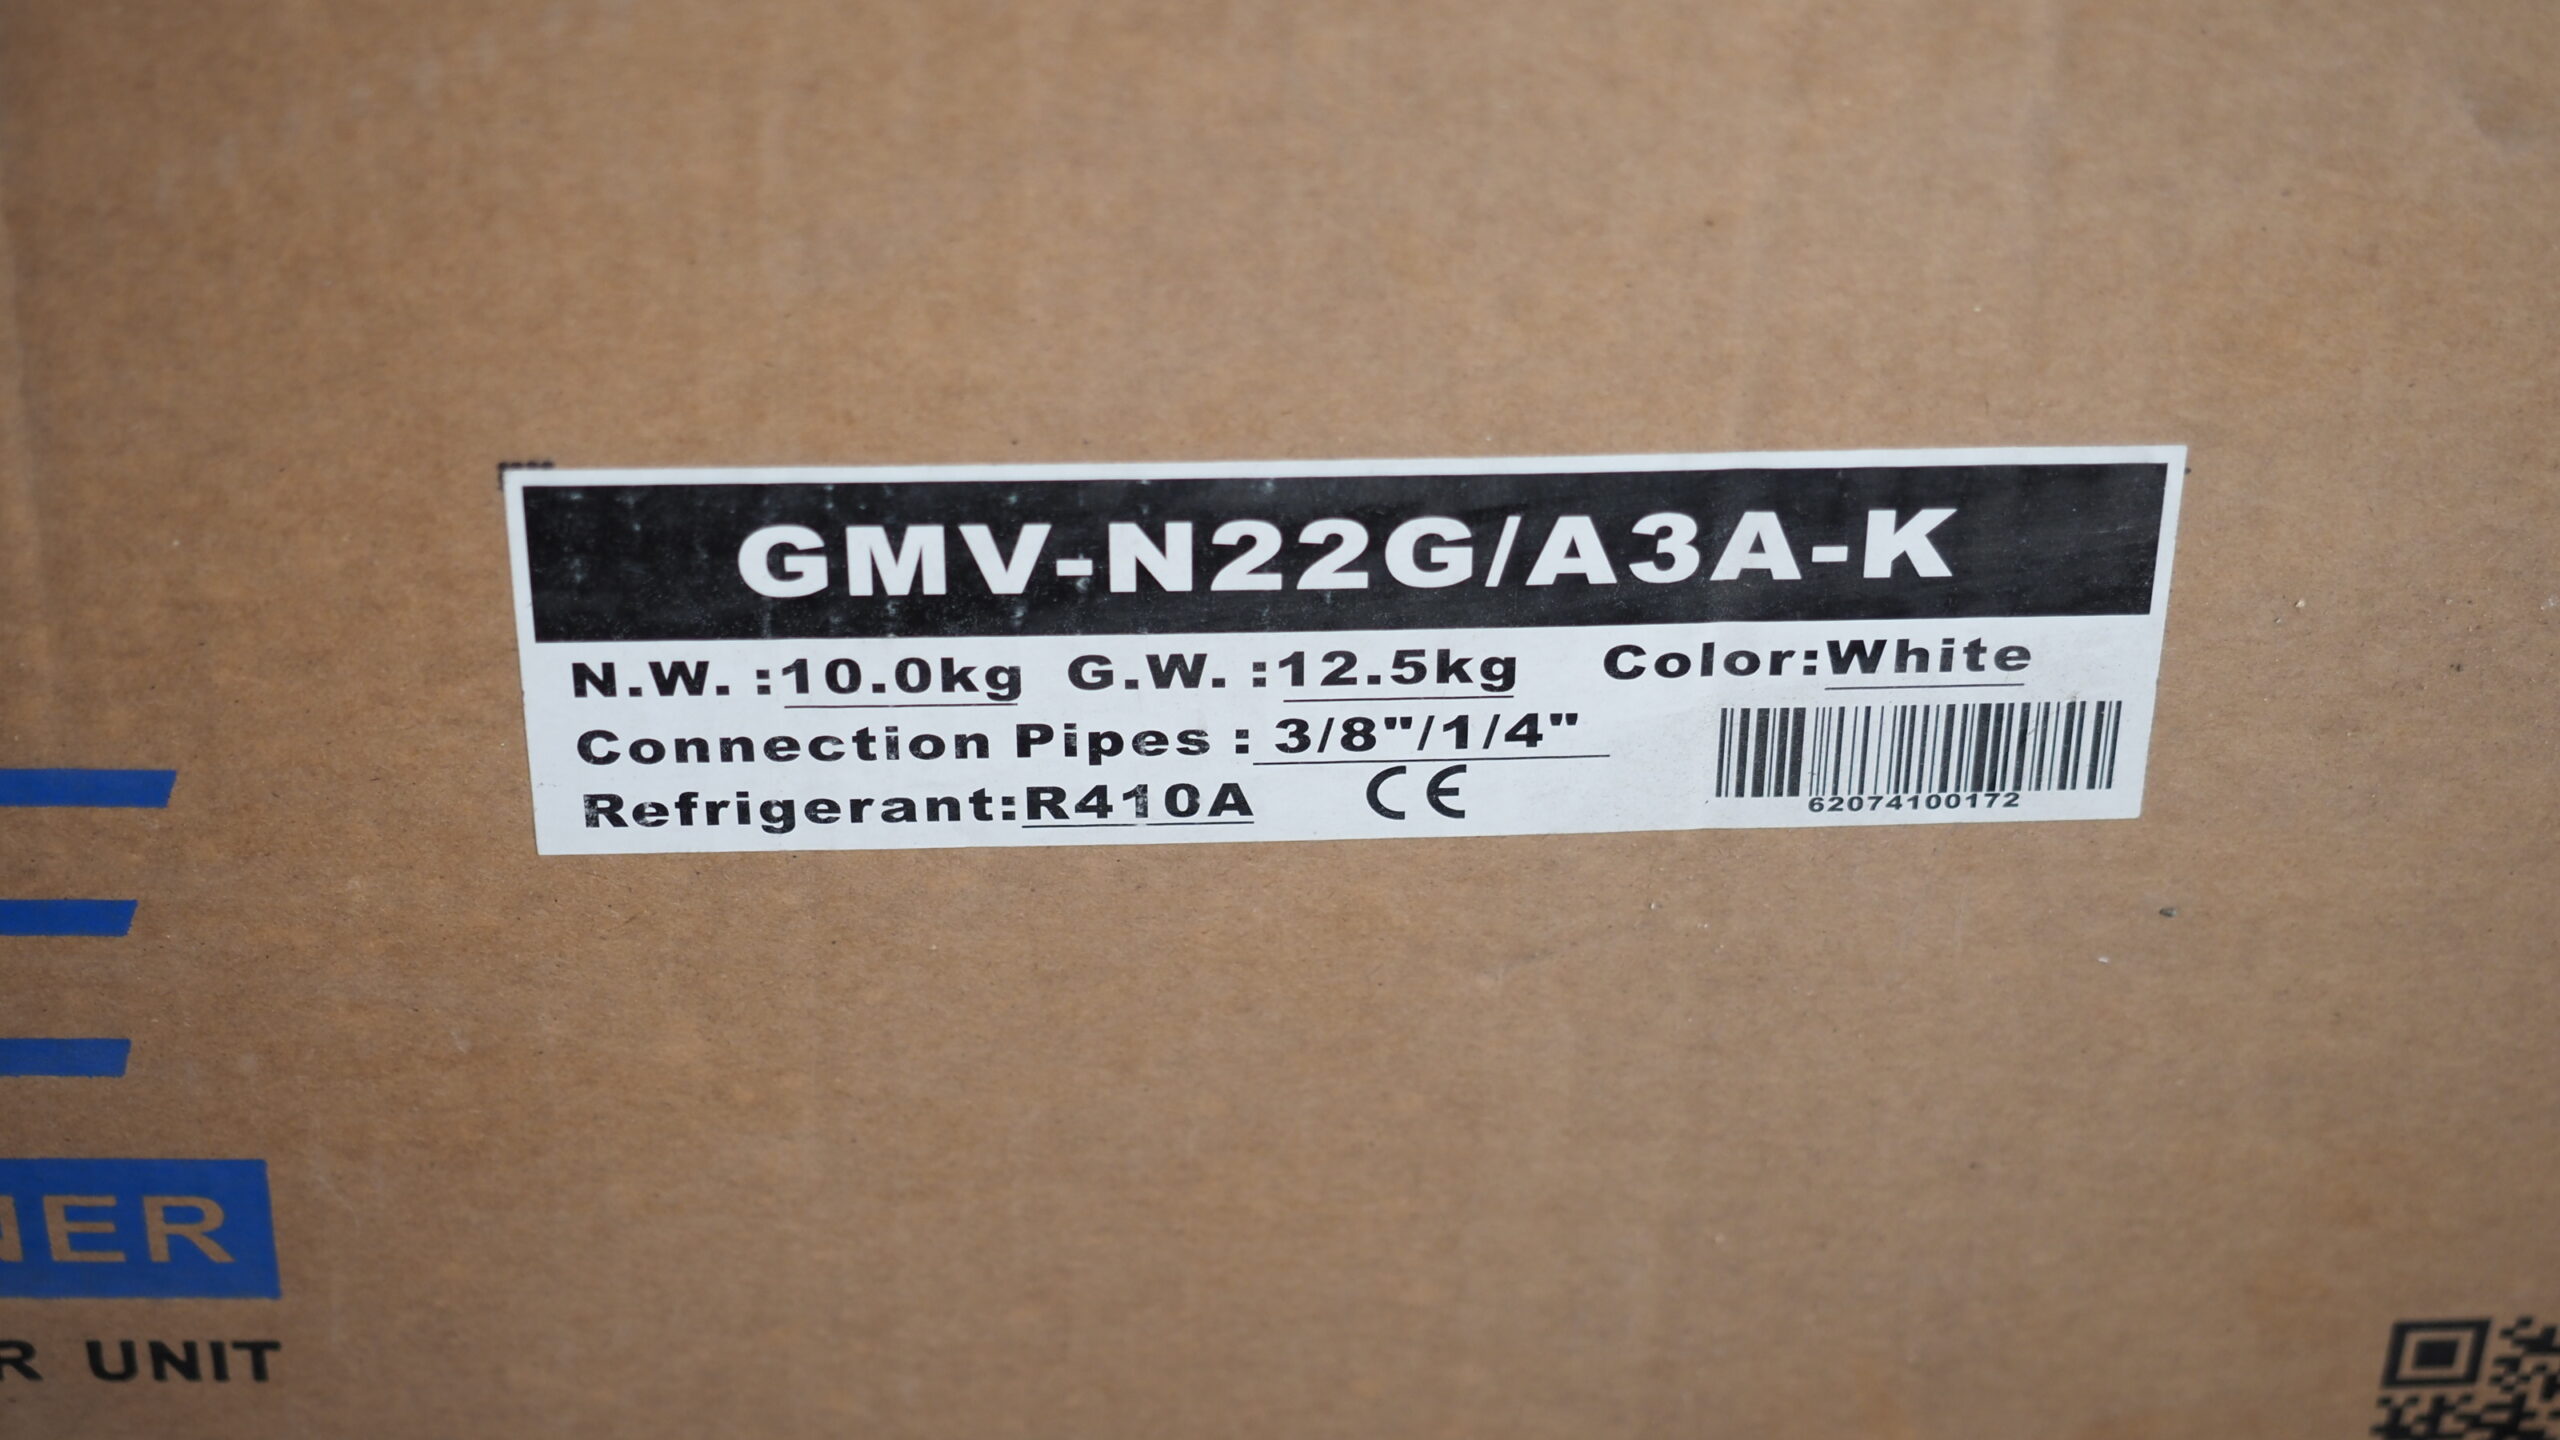 GMV-N22G/A3A-K
N.W. :10.0kg G.W. :12.5kg Color:White
Connection Pipes : 3/8"/1/4"
Refrigerant:R410A CE
62074100172
NER
R UNIT